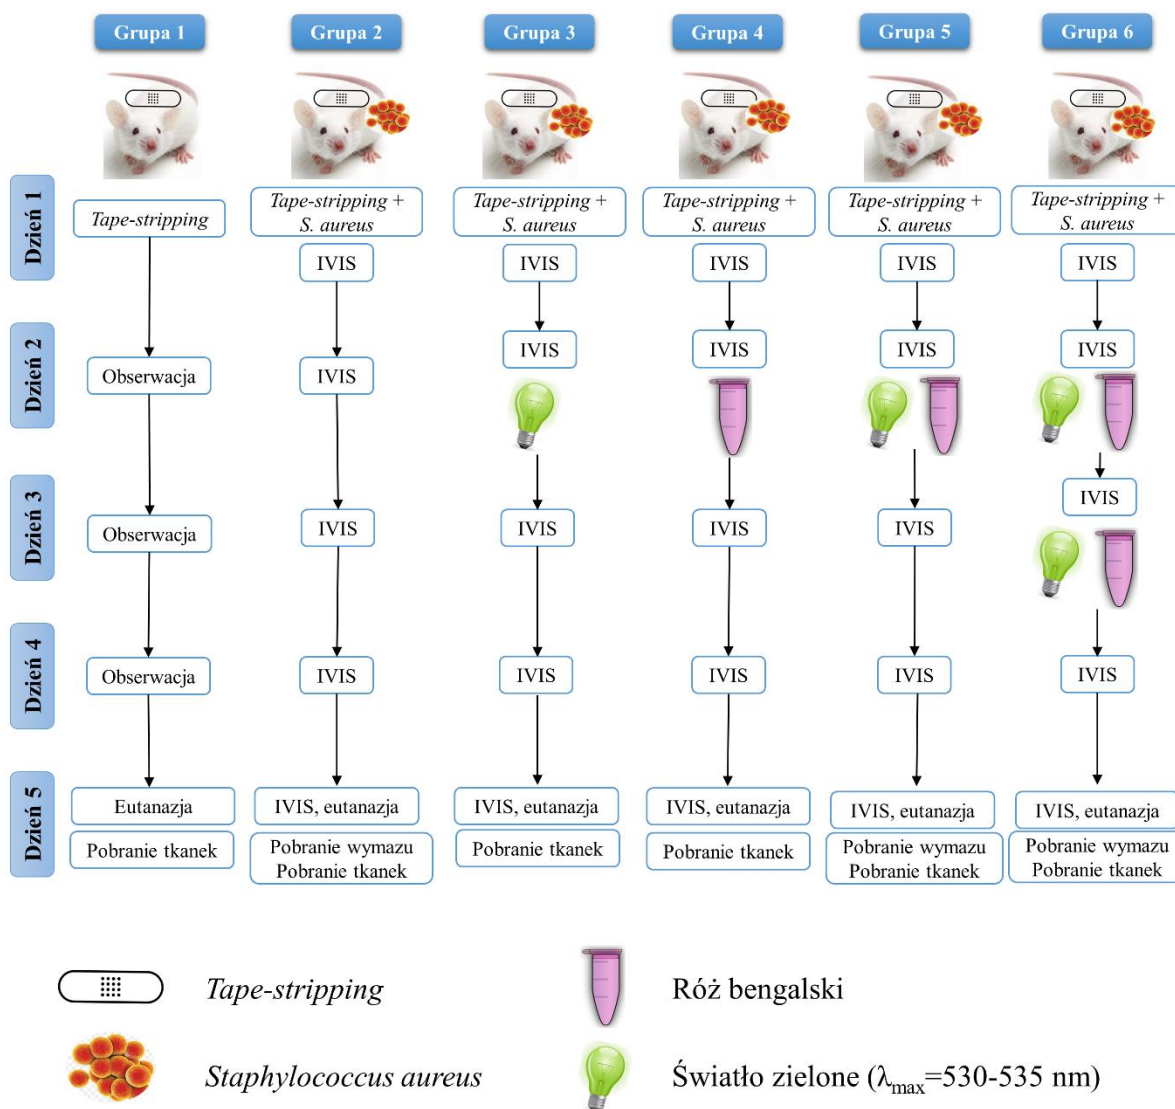 Grupa 1
Grupa 2
Grupa 3
Grupa 4
Grupa 5
Grupa 6
Dzień 1
Tape-stripping
Tape-stripping +
S. aureus
Tape-stripping +
S. aureus
Tape-stripping +
S. aureus
Tape-stripping +
S. aureus
Tape-stripping +
S. aureus
IVIS
IVIS
IVIS
IVIS
IVIS
Dzień 2
Obserwacja
IVIS
IVIS
IVIS
IVIS
IVIS
Dzień 3
Obserwacja
IVIS
IVIS
IVIS
IVIS
IVIS
Dzień 4
Obserwacja
IVIS
IVIS
IVIS
IVIS
IVIS
Dzień 5
Eutanazja
IVIS, eutanazja
IVIS, eutanazja
IVIS, eutanazja
IVIS, eutanazja
IVIS, eutanazja
Pobranie tkanek
Pobranie wymazu
Pobranie tkanek
Pobranie tkanek
Pobranie tkanek
Pobranie wymazu
Pobranie tkanek
Pobranie wymazu
Pobranie tkanek
Tape-stripping
Róż bengalski
Staphylococcus aureus
Światło zielone (λmax=530-535 nm)